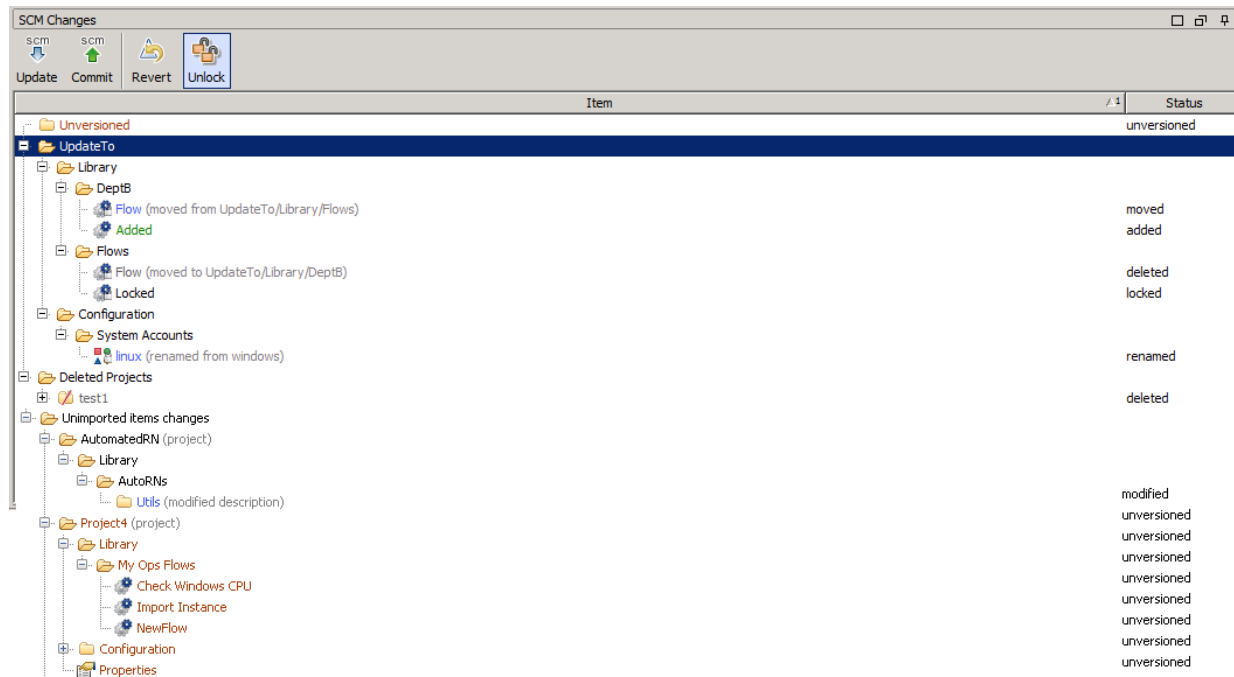 SCM Changes
scm scm
Update Commit Revert Unlock
Item 1 Status
Unversioned unversioned
UpdateTo
Library
DeptB
Flow (moved from UpdateTo/Library/Flows) moved
Added added
Flows
Flow (moved to UpdateTo/Library/DeptB) deleted
Locked locked
Configuration
System Accounts
linux (renamed from windows) renamed
Deleted Projects
test1 deleted
Unimported items changes
AutomatedRN (project)
Library
AutoRNs
Utils (modified description) modified
Project4 (project) unversioned
Library unversioned
My Ops Flows unversioned
Check Windows CPU unversioned
Import Instance unversioned
NewFlow unversioned
Configuration unversioned
Properties unversioned